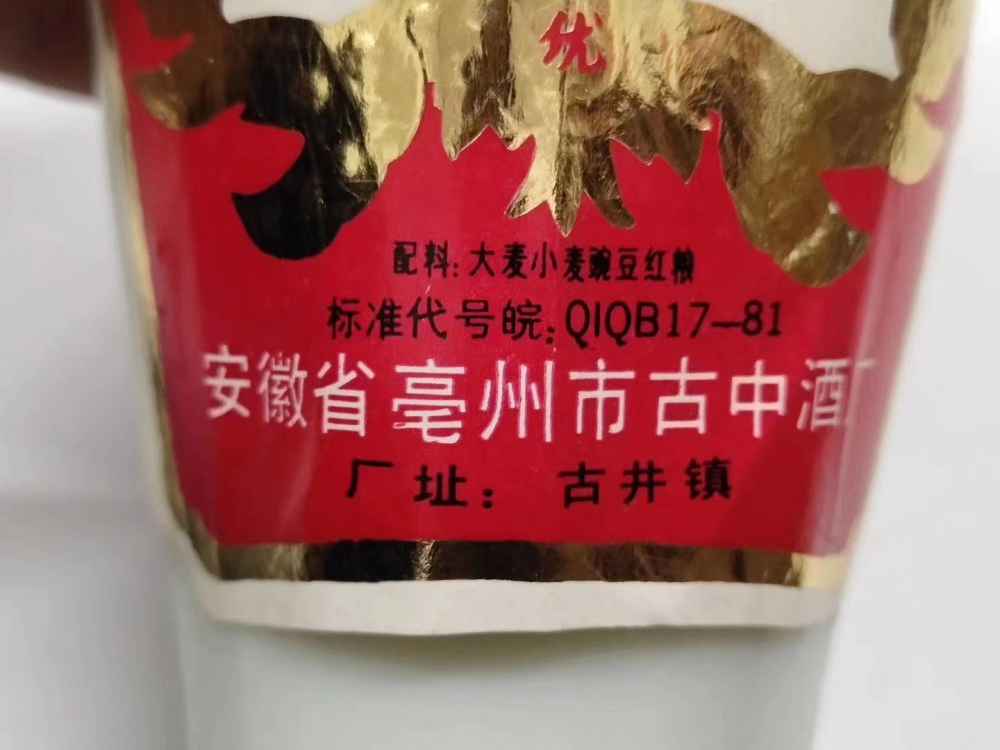 优
配料:大麦小麦豌豆红粮
标准代号皖:QIQB17-81
安徽省亳州市古中酒厂
厂址: 古井镇